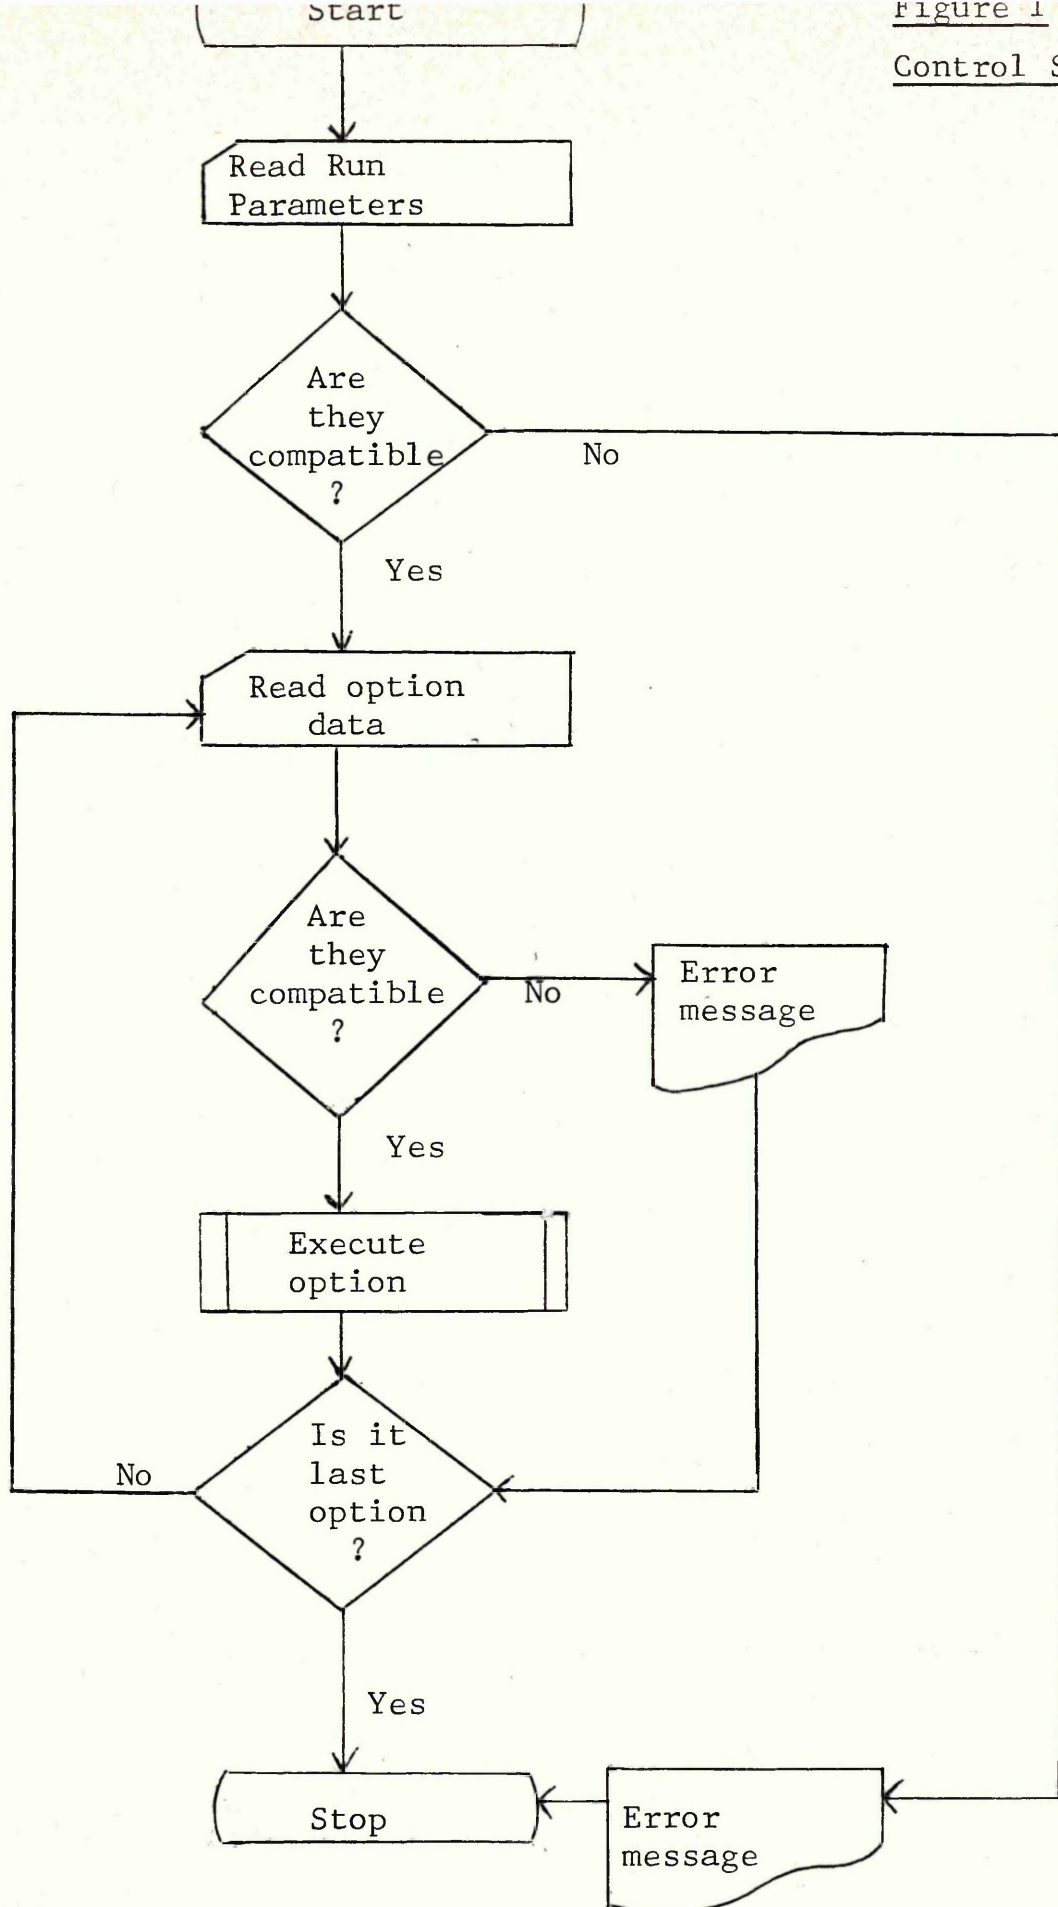 Start
Figure 1
Control S
Read Run
Parameters
Are
they
compatible
?
No
Yes
Read option
data
Are
they
compatible
?
No
Error
message
Yes
Execute
option
Is it
last
option
?
No
Yes
Stop
Error
message